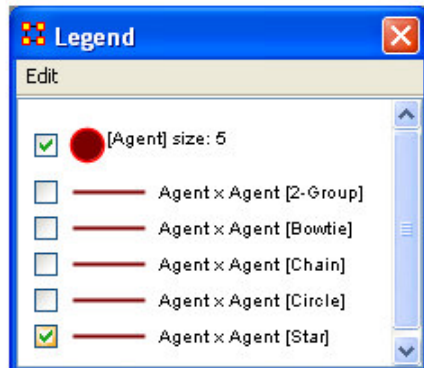 Legend
Edit
[Agent] size: 5
Agent x Agent [2-Group]
Agent x Agent [Bowtie]
Agent x Agent [Chain]
Agent x Agent [Circle]
Agent x Agent [Star]